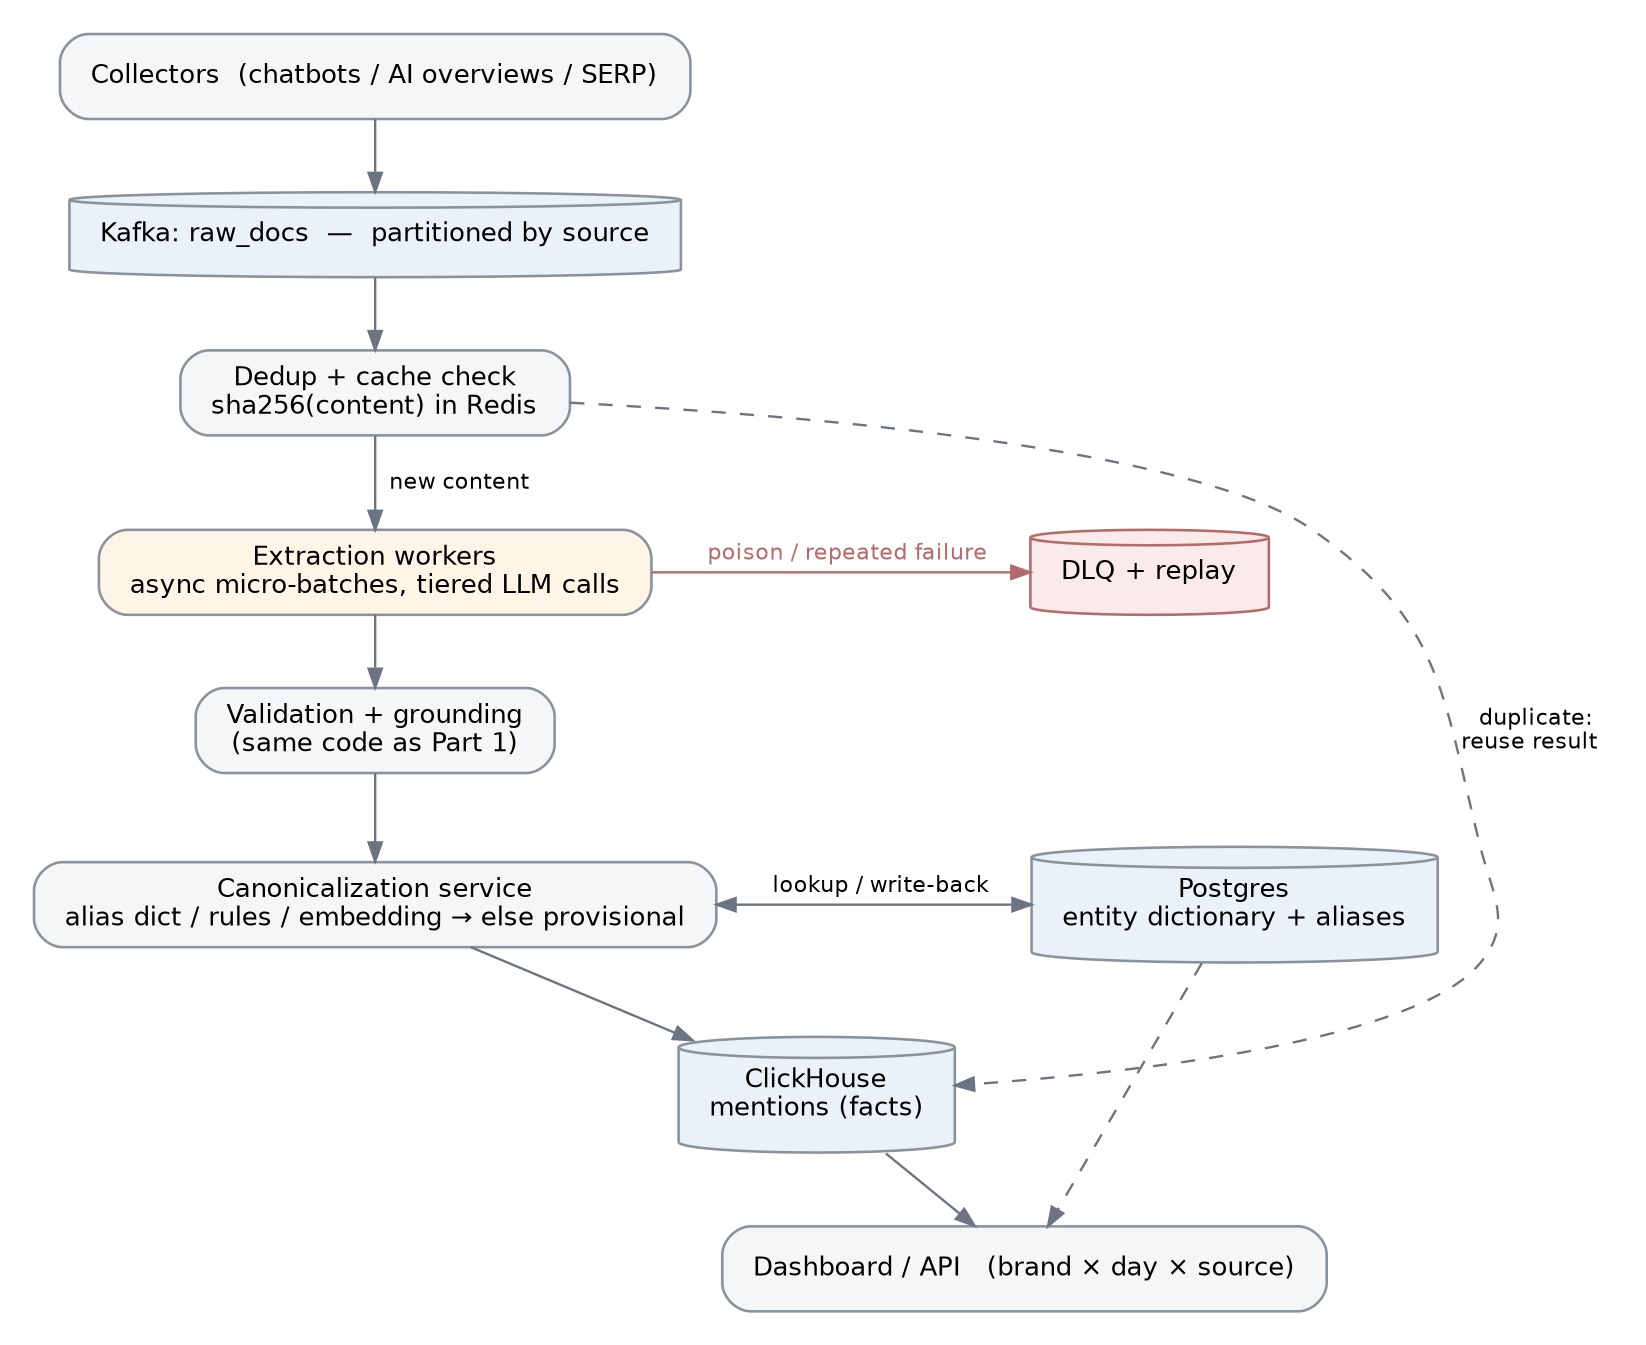 Collectors  (chatbots / AI overviews / SERP)
Kafka: raw_docs  —  partitioned by source
Dedup + cache check
sha256(content) in Redis
new content
Extraction workers
async micro-batches, tiered LLM calls
poison / repeated failure
DLQ + replay
Validation + grounding
(same code as Part 1)
duplicate:
reuse result
Canonicalization service
alias dict / rules / embedding → else provisional
lookup / write-back
Postgres
entity dictionary + aliases
ClickHouse
mentions (facts)
Dashboard / API   (brand × day × source)